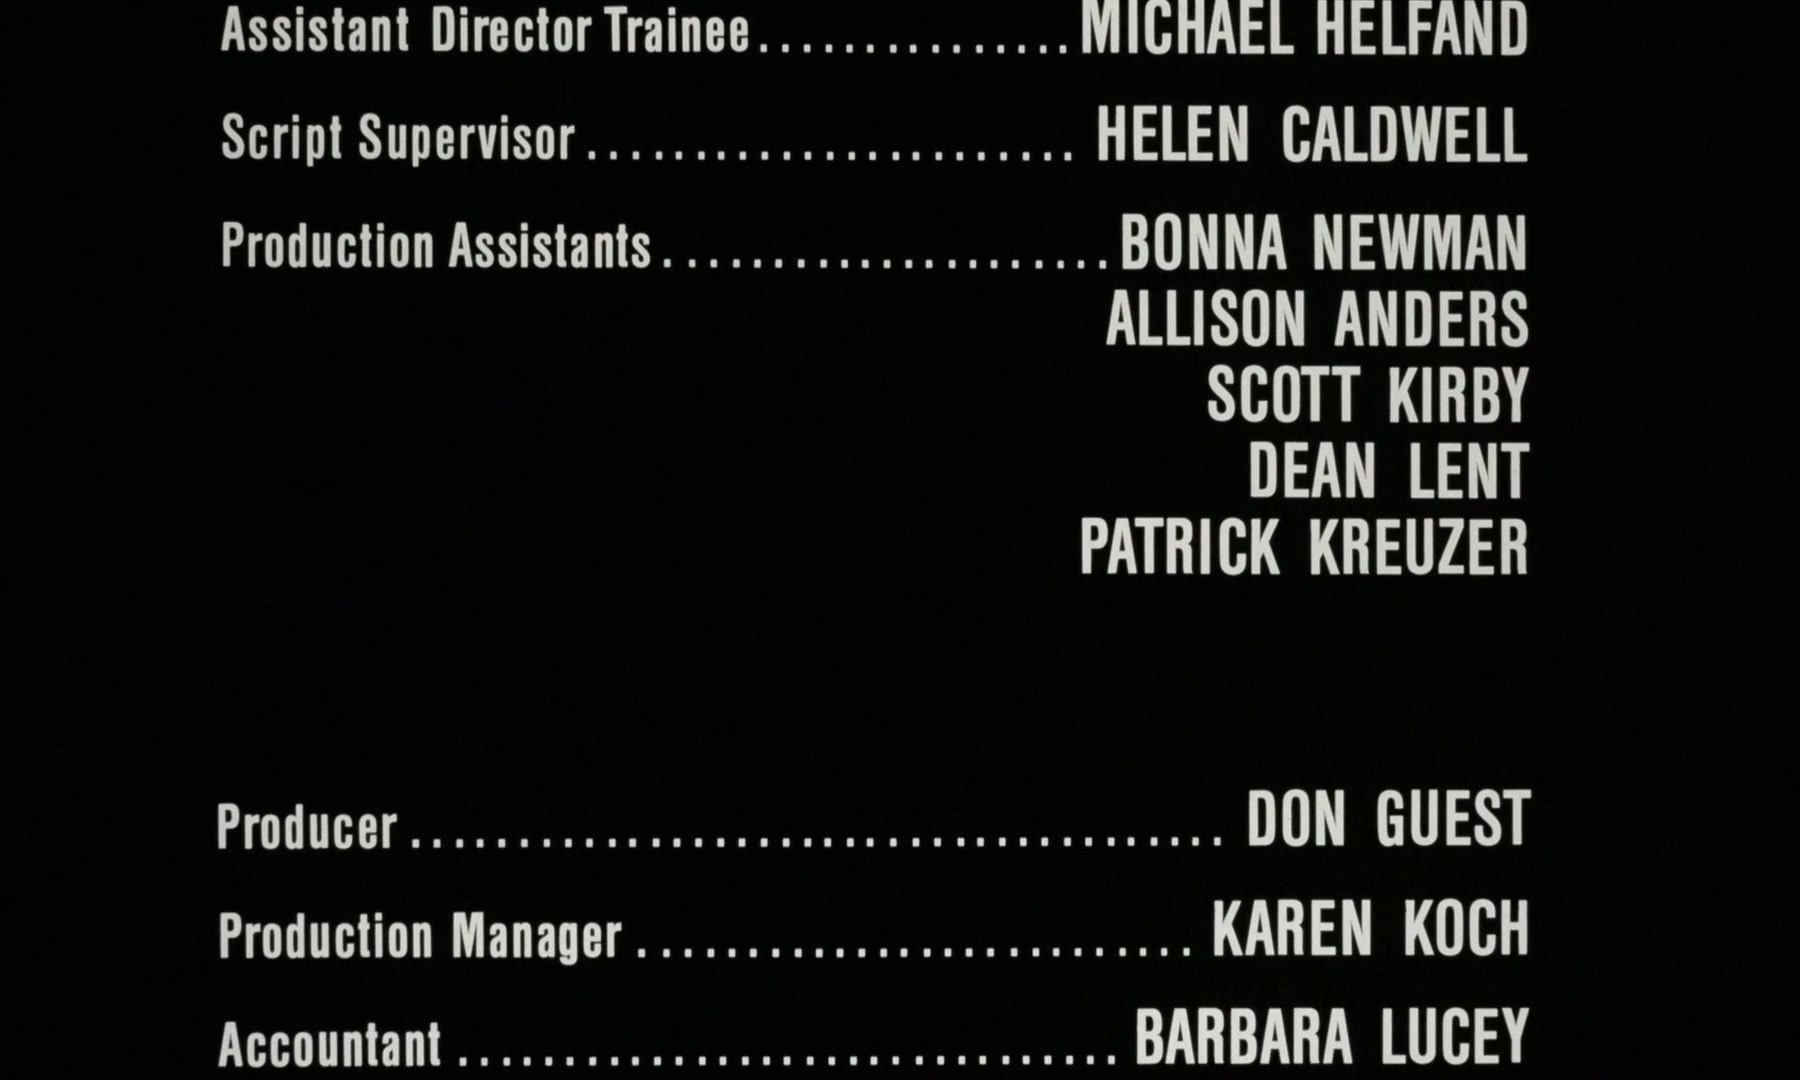 Assistant Director Trainee...............MICHAEL HELFAND
Script Supervisor....................... HELEN CALDWELL
Production Assistants.....................BONNA NEWMAN
ALLISON ANDERS
SCOTT KIRBY
DEAN LENT
PATRICK KREUZER
Producer...................................... DON GUEST
Production Manager.......................... KAREN KOCH
Accountant ............................... BARBARA LUCEY